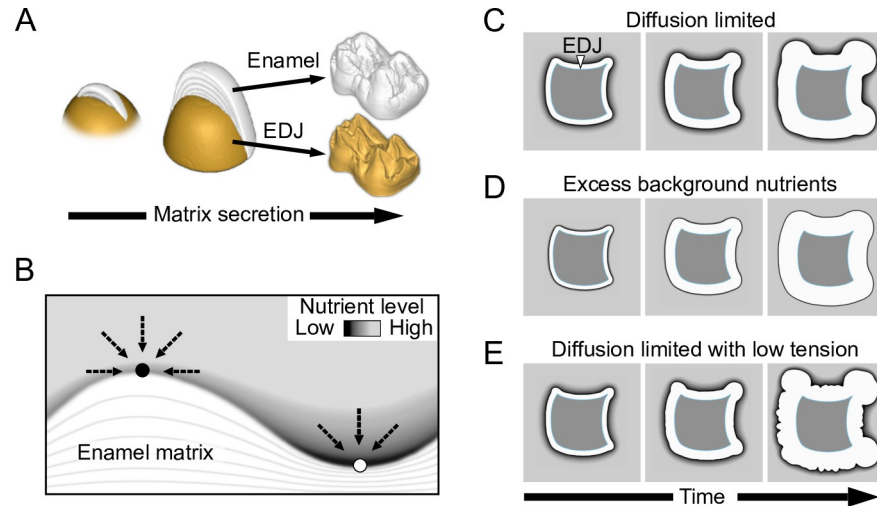 A
Enamel
EDJ
Matrix secretion
B
Nutrient level
Low High
Enamel matrix
C
Diffusion limited
EDJ
D
Excess background nutrients
E
Diffusion limited with low tension
Time